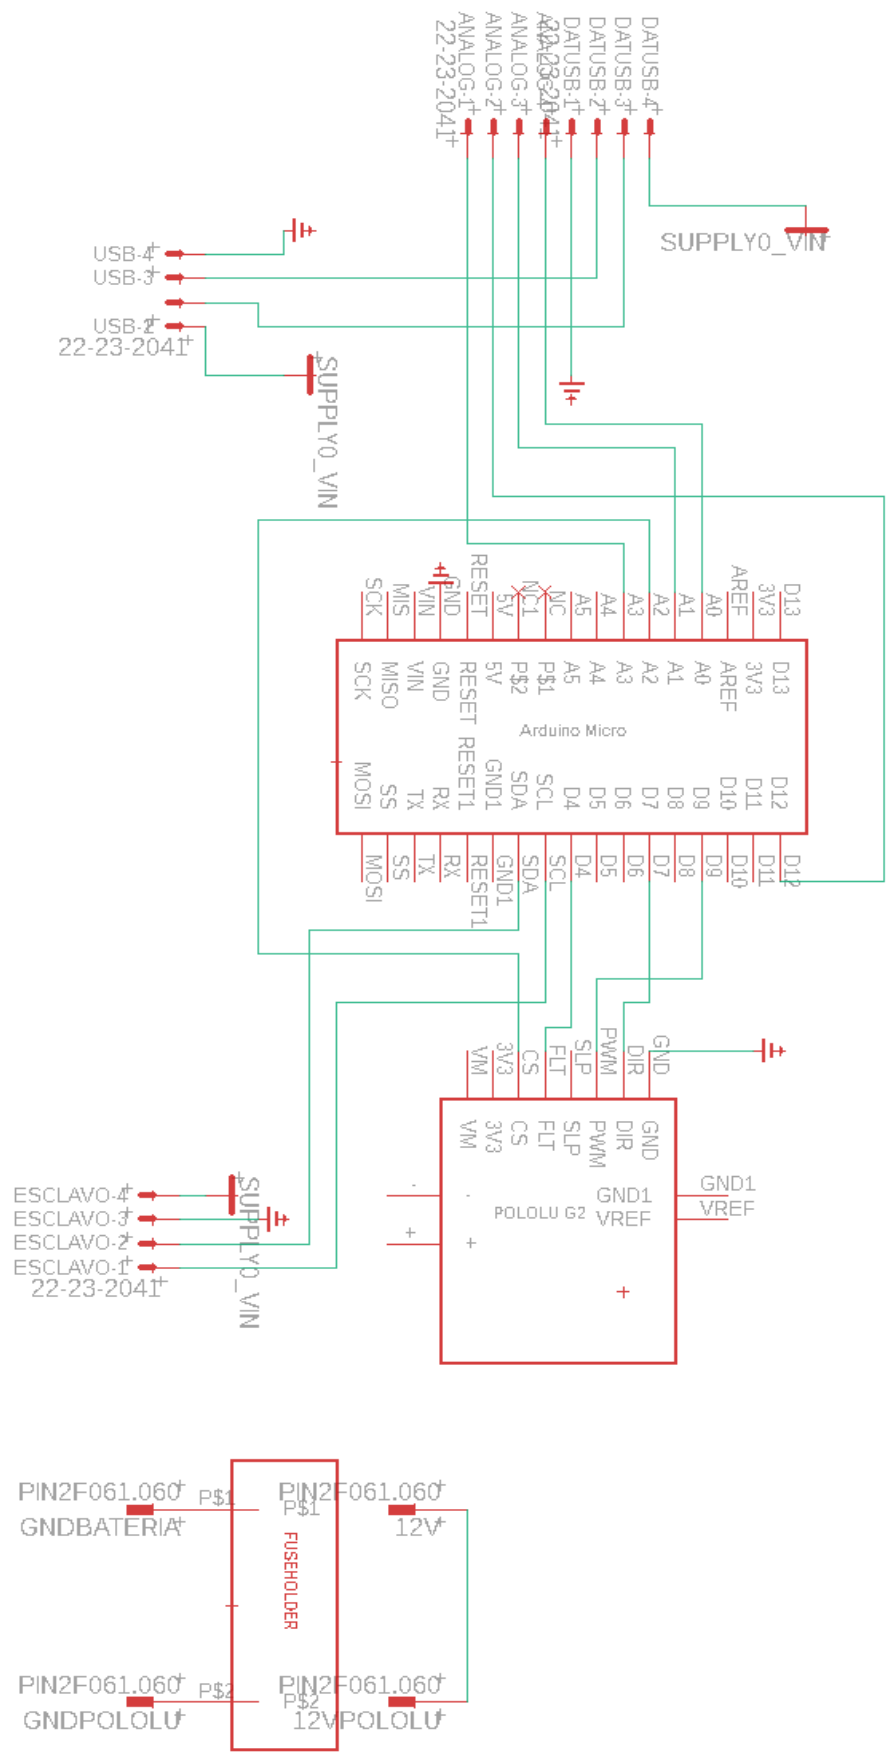 ANALOG-1
ANALOG-2
ANALOG-3
DATUSB-1
DATUSB-2
DATUSB-3
DATUSB-4
22-23-2041
22-23-2041
SUPPLY0_VIN
USB-4
USB-3
USB-2
22-23-2041
SUPPLY0_VIN
SCK
MIS
VIN
GND
RESET
5V
NC1
NC
A5
A4
A3
A2
A1
A0
AREF
3V3
D13
SCK
MISO
VIN
GND
RESET
5V
P$2
P$1
A5
A4
A3
A2
A1
A0
AREF
3V3
D13
Arduino Micro
MOSI
SS
TX
RX
RESET1
GND1
SDA
SCL
D4
D5
D6
D7
D8
D9
D10
D11
D12
MOSI
SS
TX
RX
RESET1
GND1
SDA
SCL
D4
D5
D6
D7
D8
D9
D10
D11
D12
VM
3V3
CS
FLT
SLP
PWM
DIR
GND
VM
3V3
CS
FLT
SLP
PWM
DIR
GND
- - GND1 GND1
POLOLU G2 VREF VREF
+ +
ESCLAVO-4
ESCLAVO-3
ESCLAVO-2
ESCLAVO-1
22-23-2041
SUPPLY0_VIN
PIN2F061.060 P$1 P$1 PIN2F061.060
GNDBATERIA 12V
FUSEHOLDER
PIN2F061.060 P$2 P$2 PIN2F061.060
GNDPOLOLU 12VPOLOLU